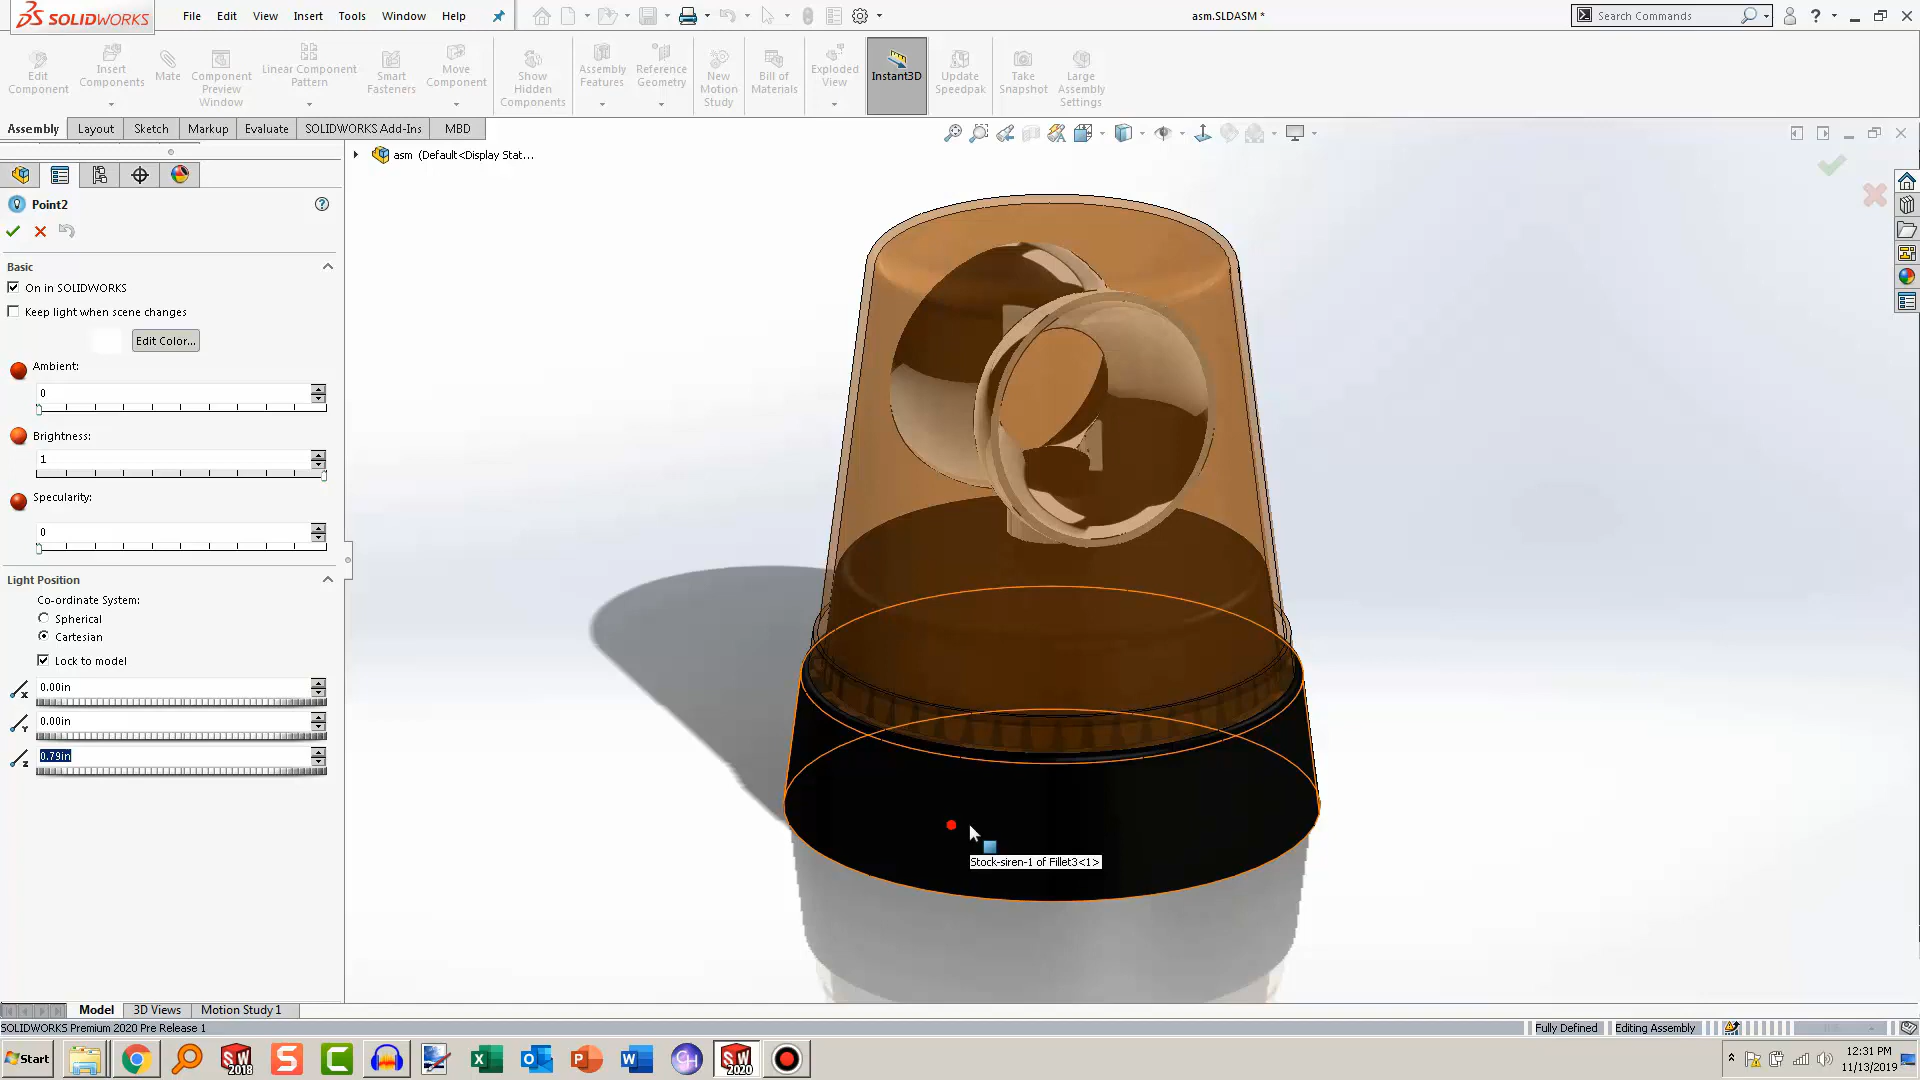 SOLIDWORKS
File Edit View Insert Tools Window Help
asm.SLDASM *
Search Commands
Edit Component
Insert Components
Mate
Component Preview Window
Linear Component Pattern
Smart Fasteners
Move Component
Show Hidden Components
Assembly Features
Reference Geometry
New Motion Study
Bill of Materials
Exploded View
Instant3D
Update Speedpak
Take Snapshot
Large Assembly Settings
Assembly Layout Sketch Markup Evaluate SOLIDWORKS Add-Ins MBD
asm (Default<Display Stat...
Point2
Basic
On in SOLIDWORKS
Keep light when scene changes
Edit Color...
Ambient:
0
Brightness:
1
Specularity:
0
Light Position
Co-ordinate System:
Spherical
Cartesian
Lock to model
0.00in
0.00in
0.79in
Stock-siren-1 of Fillet3<1>
Model 3D Views Motion Study 1
SOLIDWORKS Premium 2020 Pre Release 1
Fully Defined Editing Assembly
Start
SW 2018
SW 2020
12:31 PM
11/13/2019